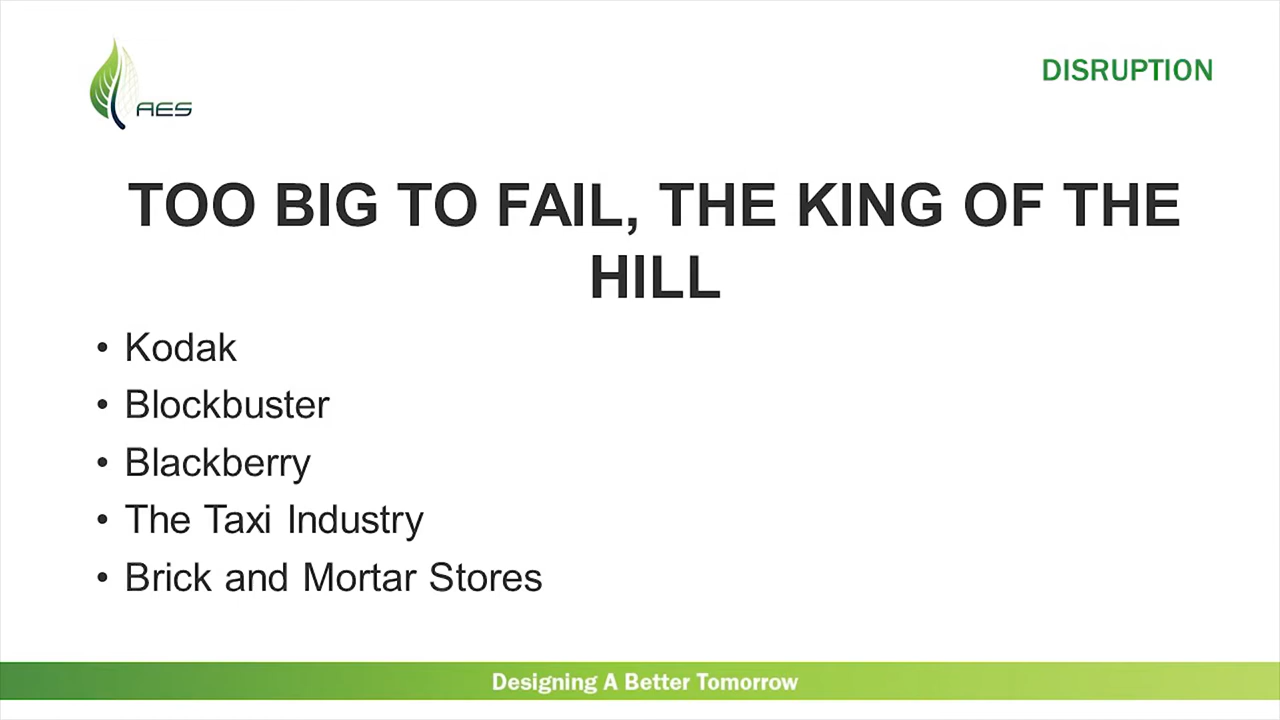 AES
DISRUPTION
TOO BIG TO FAIL, THE KING OF THE
HILL
• Kodak
• Blockbuster
• Blackberry
• The Taxi Industry
• Brick and Mortar Stores
Designing A Better Tomorrow